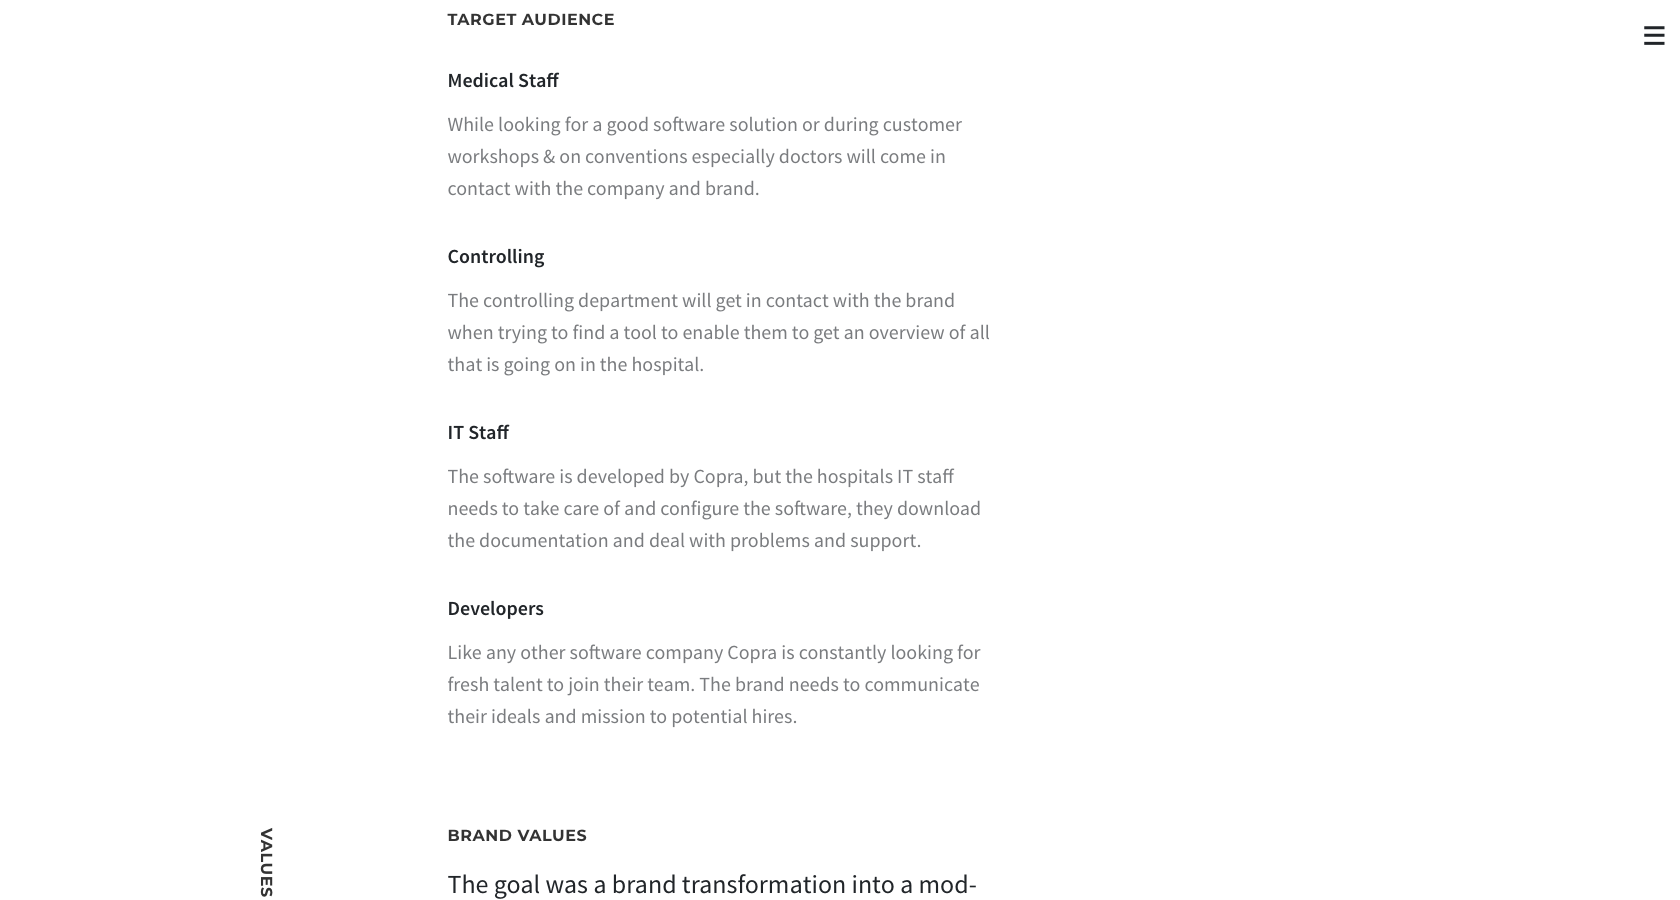 TARGET AUDIENCE
Medical Staff
While looking for a good software solution or during customer
workshops & on conventions especially doctors will come in
contact with the company and brand.
Controlling
The controlling department will get in contact with the brand
when trying to find a tool to enable them to get an overview of all
that is going on in the hospital.
IT Staff
The software is developed by Copra, but the hospitals IT staff
needs to take care of and configure the software, they download
the documentation and deal with problems and support.
Developers
Like any other software company Copra is constantly looking for
fresh talent to join their team. The brand needs to communicate
their ideals and mission to potential hires.
VALUES
BRAND VALUES
The goal was a brand transformation into a mod-